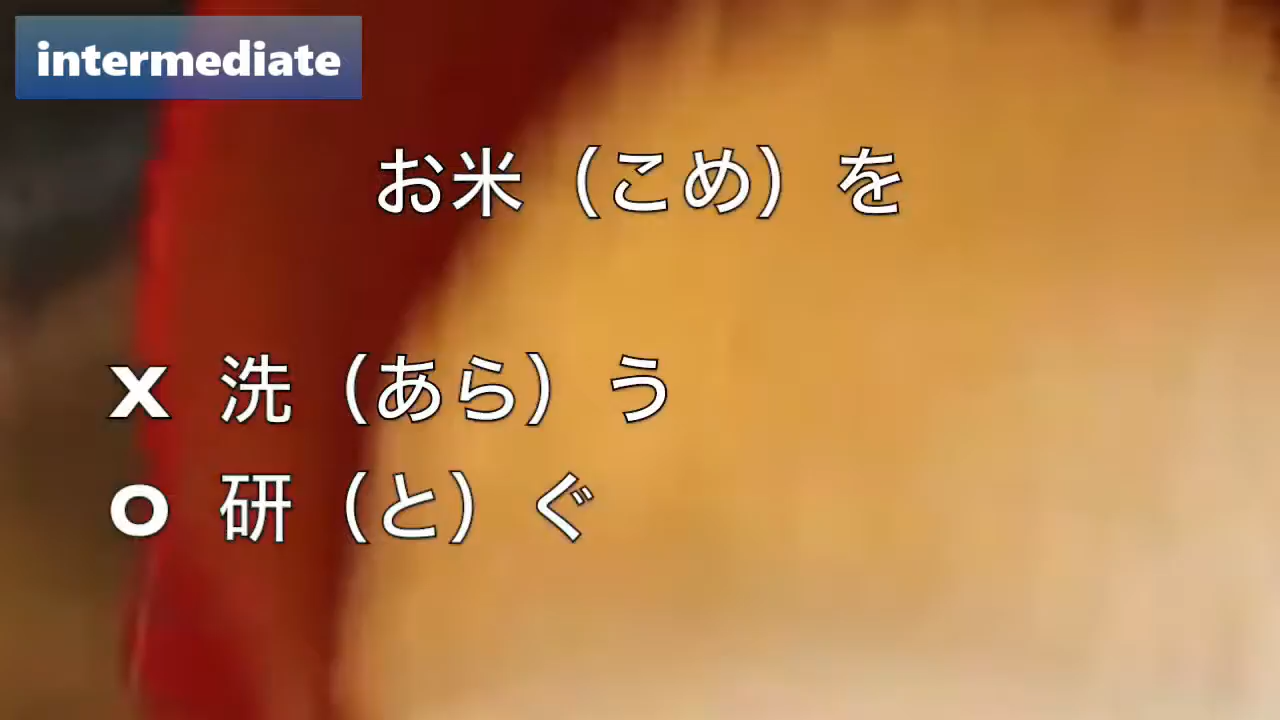 intermediate
お米（こめ）を
X 洗（あら）う
O 研（と）ぐ